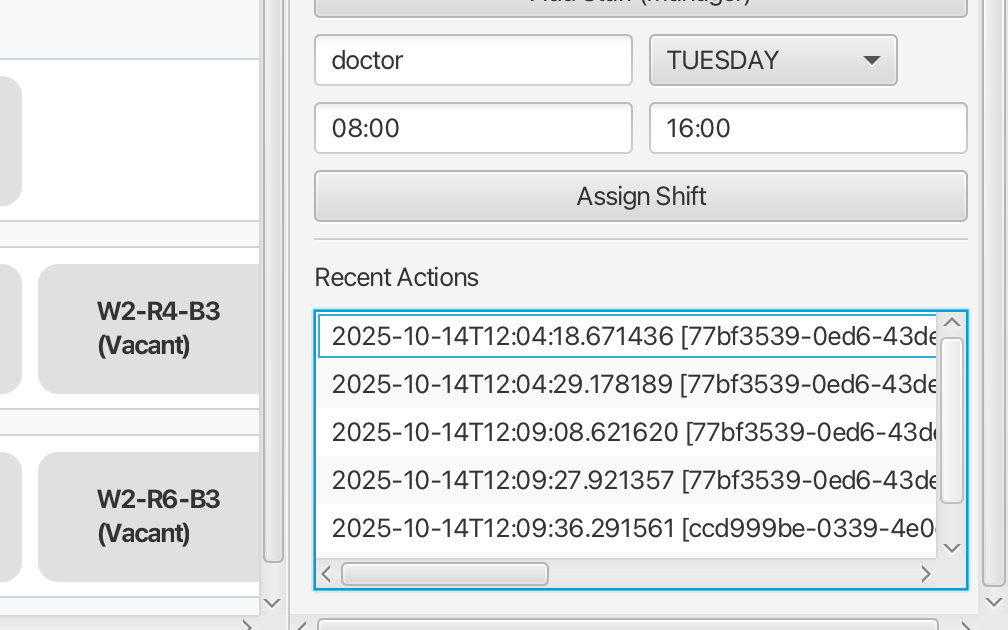 Add Staff (Manager)
doctor
TUESDAY
08:00
16:00
Assign Shift
Recent Actions
2025-10-14T12:04:18.671436 [77bf3539-0ed6-43de
2025-10-14T12:04:29.178189 [77bf3539-0ed6-43de
2025-10-14T12:09:08.621620 [77bf3539-0ed6-43de
2025-10-14T12:09:27.921357 [77bf3539-0ed6-43de
2025-10-14T12:09:36.291561 [ccd999be-0339-4e0
W2-R4-B3
(Vacant)
W2-R6-B3
(Vacant)